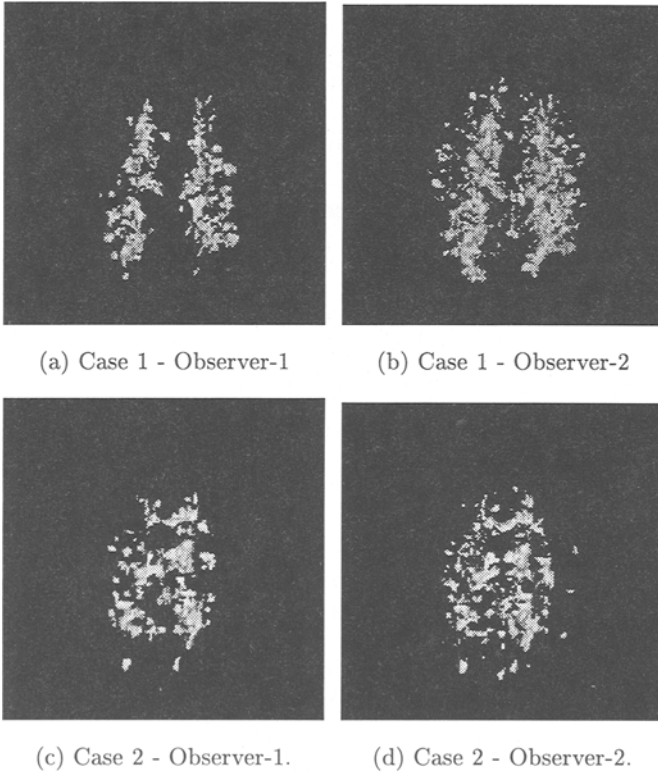 (a) Case 1 - Observer-1
(b) Case 1 - Observer-2
(c) Case 2 - Observer-1.
(d) Case 2 - Observer-2.